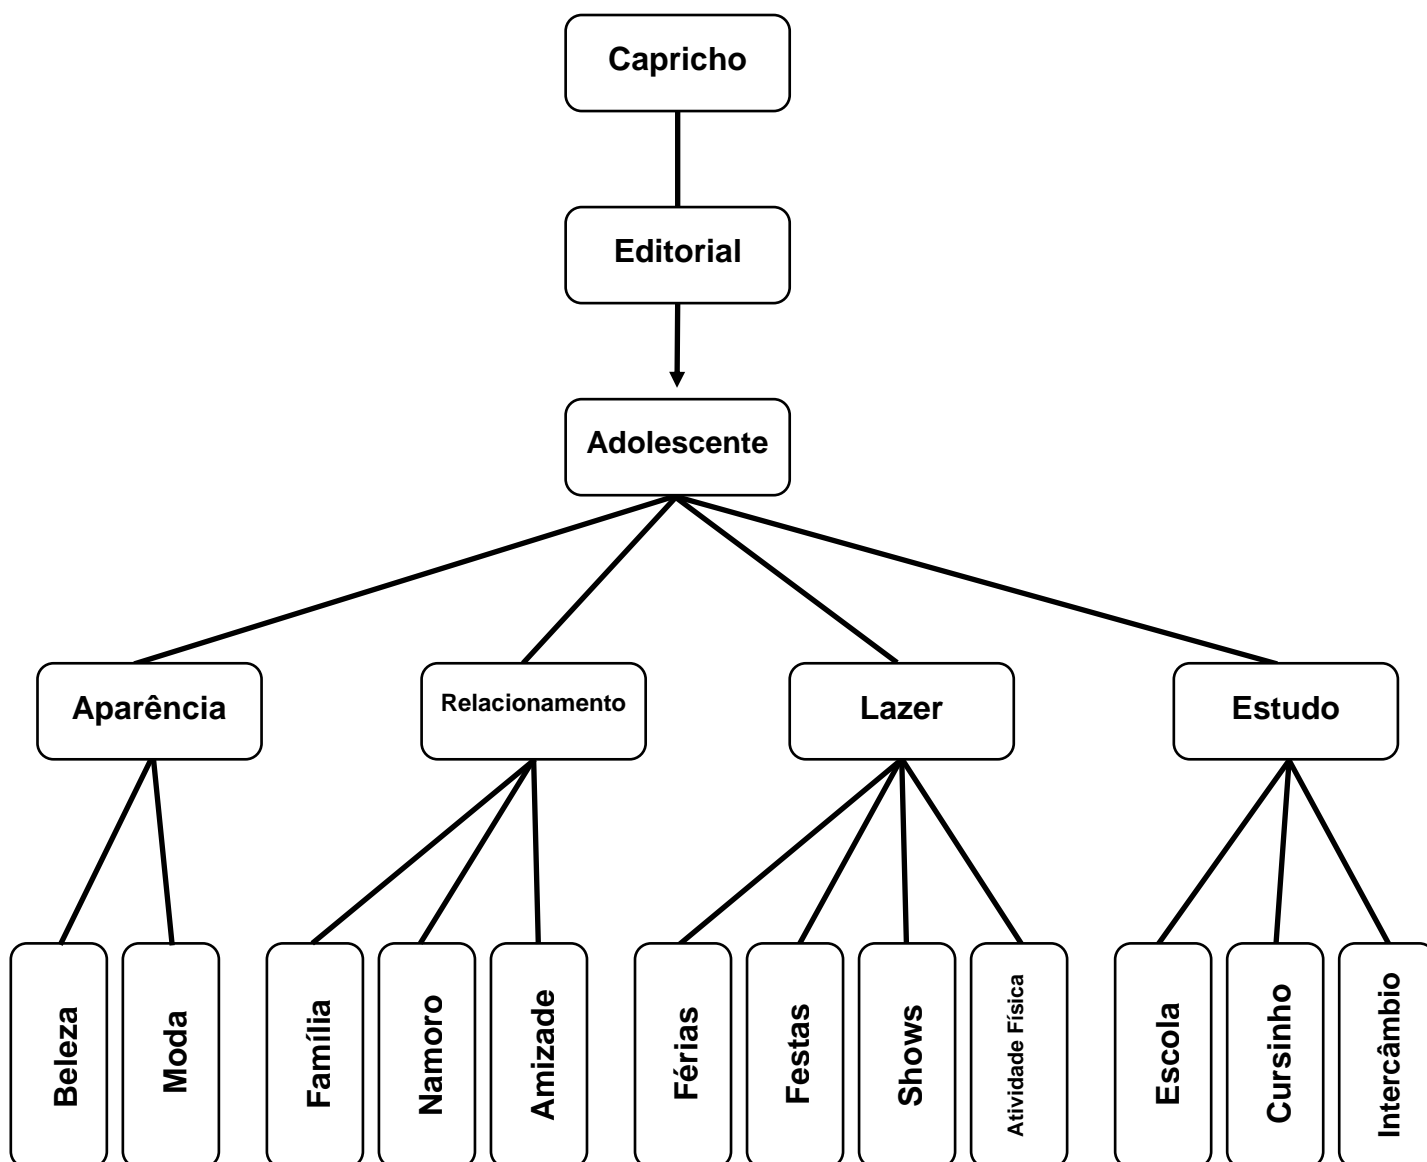 Capricho
Editorial
Adolescente
Aparência
Relacionamento
Lazer
Estudo
Beleza
Moda
Família
Namoro
Amizade
Férias
Festas
Shows
Atividade Física
Escola
Cursinho
Intercâmbio